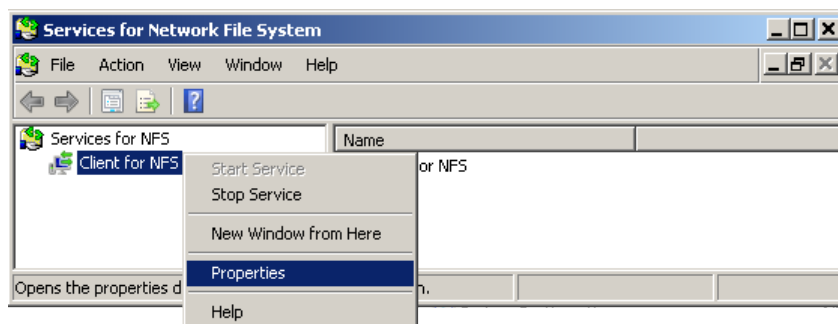 Services for Network File System
File Action View Window Help
Services for NFS
Name
Client for NFS
or NFS
Start Service
Stop Service
New Window from Here
Properties
Opens the properties d
n.
Help